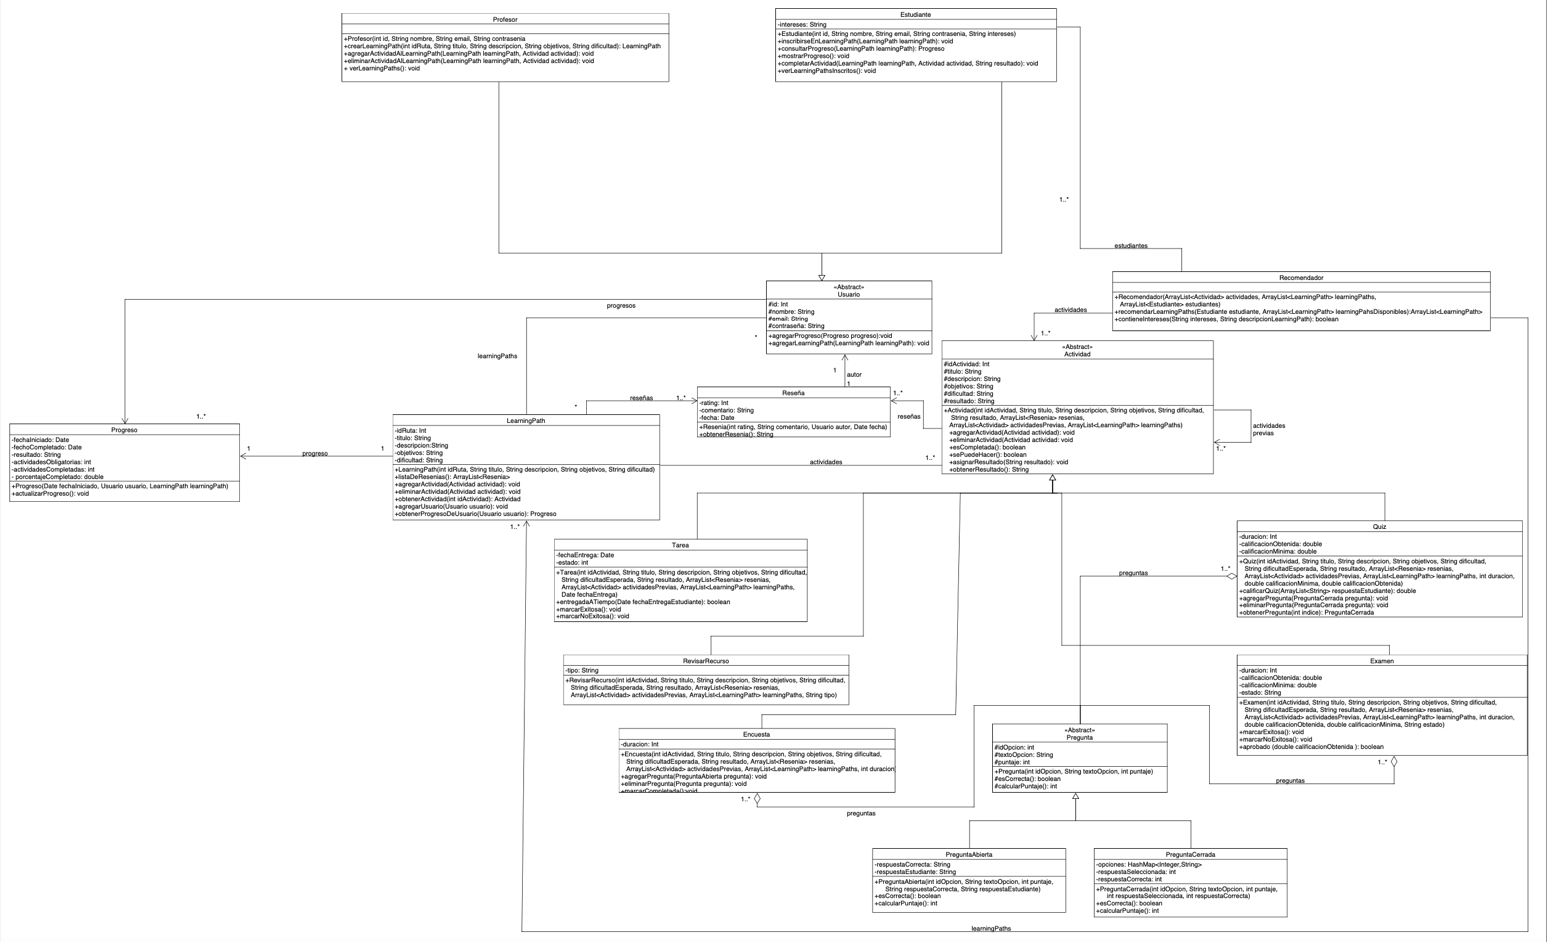 Profesor
+Profesor(int id, String nombre, String email, String contrasenia
+crearLearningPath(int idRuta, String titulo, String descripcion, String objetivos, String dificultad): LearningPath
+agregarActividadAlLearningPath(LearningPath learningPath, Actividad actividad): void
+eliminarActividadAlLearningPath(LearningPath learningPath, Actividad actividad): void
+ verLearningPaths(): void
Estudiante
-intereses: String
+Estudiante(int id, String nombre, String email, String contrasenia, String intereses)
+inscribirseEnLearningPath(LearningPath learningPath): void
+consultarProgreso(LearningPath learningPath): Progreso
+mostrarProgreso(): void
+completarActividad(LearningPath learningPath, Actividad actividad, String resultado): void
+verLearningPathsInscritos(): void
1..*
estudiantes
Recomendador
+Recomendador(ArrayList<Actividad> actividades, ArrayList<LearningPath> learningPaths,
ArrayList<Estudiante> estudiantes)
+recomendarLearningPaths(Estudiante estudiante, ArrayList<LearningPath> learningPahsDisponibles):ArrayList<LearningPath>
+contieneIntereses(String intereses, String descripcionLearningPath): boolean
«Abstract»
Usuario
#id: Int
#nombre: String
#email: String
#contraseña: String
+agregarProgreso(Progreso progreso):void
+agregarLearningPath(LearningPath learningPath): void
progresos
learningPaths
*
actividades
1..*
1
autor
1
«Abstract»
Actividad
#idActividad: Int
#titulo: String
#descripcion: String
#objetivos: String
#dificultad: String
#resultado: String
+Actividad(int idActividad, String titulo, String descripcion, String objetivos, String dificultad,
String resultado, ArrayList<Resenia> resenias,
ArrayList<Actividad> actividadesPrevias, ArrayList<LearningPath> learningPaths)
+agregarActividad(Actividad actividad): void
+eliminarActividad(Actividad actividad: void
+esCompletada(): boolean
+sePuedeHacer(): boolean
+asignarResultado(String resultado): void
+obtenerResultado(): String
actividades
previas
1..*
Reseña
-rating: Int
-comentario: String
-fecha: Date
+Resenia(int rating, String comentario, Usuario autor, Date fecha)
+obtenerResenia(): String
reseñas
1..*
*
1..*
reseñas
1..*
actividades
LearningPath
-idRuta: Int
-titulo: String
-descripcion:String
-objetivos: String
-dificultad: String
+LearningPath(int idRuta, String titulo, String descripcion, String objetivos, String dificultad)
+listaDeResenias(): ArrayList<Resenia>
+agregarActividad(Actividad actividad): void
+eliminarActividad(Actividad actividad): void
+obtenerActividad(int idActividad): Actividad
+agregarUsuario(Usuario usuario): void
+obtenerProgresoDeUsuario(Usuario usuario): Progreso
1..*
1..*
Progreso
-fechaIniciado: Date
-fechoCompletado: Date
-resultado: String
-actividadesObligatorias: int
-actividadesCompletadas: int
- porcentajeCompletado: double
+Progreso(Date fechaIniciado, Usuario usuario, LearningPath learningPath)
+actualizarProgreso(): void
1
progreso
1
Tarea
-fechaEntrega: Date
-estado: int
+Tarea(int idActividad, String titulo, String descripcion, String objetivos, String dificultad,
String dificultadEsperada, String resultado, ArrayList<Resenia> resenias,
ArrayList<Actividad> actividadesPrevias, ArrayList<LearningPath> learningPaths,
Date fechaEntrega)
+entregadaATiempo(Date fechaEntregaEstudiante): boolean
+marcarExitosa(): void
+marcarNoExitosa(): void
Quiz
-duracion: Int
-calificacionObtenida: double
-calificacionMinima: double
+Quiz(int idActividad, String titulo, String descripcion, String objetivos, String dificultad,
String dificultadEsperada, String resultado, ArrayList<Resenia> resenias,
ArrayList<Actividad> actividadesPrevias, ArrayList<LearningPath> learningPaths, int duracion,
double calificacionMinima, double calificacionObtenida)
+calificarQuiz(ArrayList<String> respuestaEstudiante): double
+agregarPregunta(PreguntaCerrada pregunta): void
+eliminarPregunta(PreguntaCerrada pregunta): void
+obtenerPregunta(int indice): PreguntaCerrada
preguntas
1..*
RevisarRecurso
-tipo: String
+RevisarRecurso(int idActividad, String titulo, String descripcion, String objetivos, String dificultad,
String dificultadEsperada, String resultado, ArrayList<Resenia> resenias,
ArrayList<Actividad> actividadesPrevias, ArrayList<LearningPath> learningPaths, String tipo)
Examen
-duracion: Int
-calificacionObtenida: double
-calificacionMinima: double
-estado: String
+Examen(int idActividad, String titulo, String descripcion, String objetivos, String dificultad,
String dificultadEsperada, String resultado, ArrayList<Resenia> resenias,
ArrayList<Actividad> actividadesPrevias, ArrayList<LearningPath> learningPaths, int duracion,
double calificacionObtenida, double calificacionMinima, String estado)
+marcarExitosa(): void
+marcarNoExitosa(): void
+aprobado (double calificacionObtenida ): boolean
1..*
preguntas
Encuesta
-duracion: Int
+Encuesta(int idActividad, String titulo, String descripcion, String objetivos, String dificultad,
String dificultadEsperada, String resultado, ArrayList<Resenia> resenias,
ArrayList<Actividad> actividadesPrevias, ArrayList<LearningPath> learningPaths, int duracion
+agregarPregunta(PreguntaAbierta pregunta): void
+eliminarPregunta(Pregunta pregunta): void
+marcarCompletada():void
1..*
preguntas
«Abstract»
Pregunta
#idOpcion: int
#textoOpcion: String
#puntaje: int
+Pregunta(int idOpcion, String textoOpcion, int puntaje)
#esCorrecta(): boolean
#calcularPuntaje(): int
PreguntaAbierta
-respuestaCorrecta: String
-respuestaEstudiante: String
+PreguntaAbierta(int idOpcion, String textoOpcion, int puntaje,
String respuestaCorrecta, String respuestaEstudiante)
+esCorrecta(): boolean
+calcularPuntaje(): int
PreguntaCerrada
-opciones: HashMap<Integer,String>
-respuestaSeleccionada: int
-respuestaCorrecta: int
+PreguntaCerrada(int idOpcion, String textoOpcion, int puntaje,
int respuestaSeleccionada, int respuestaCorrecta)
+esCorrecta(): boolean
+calcularPuntaje(): int
learningPaths